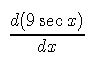 d(9 sec x)
dx